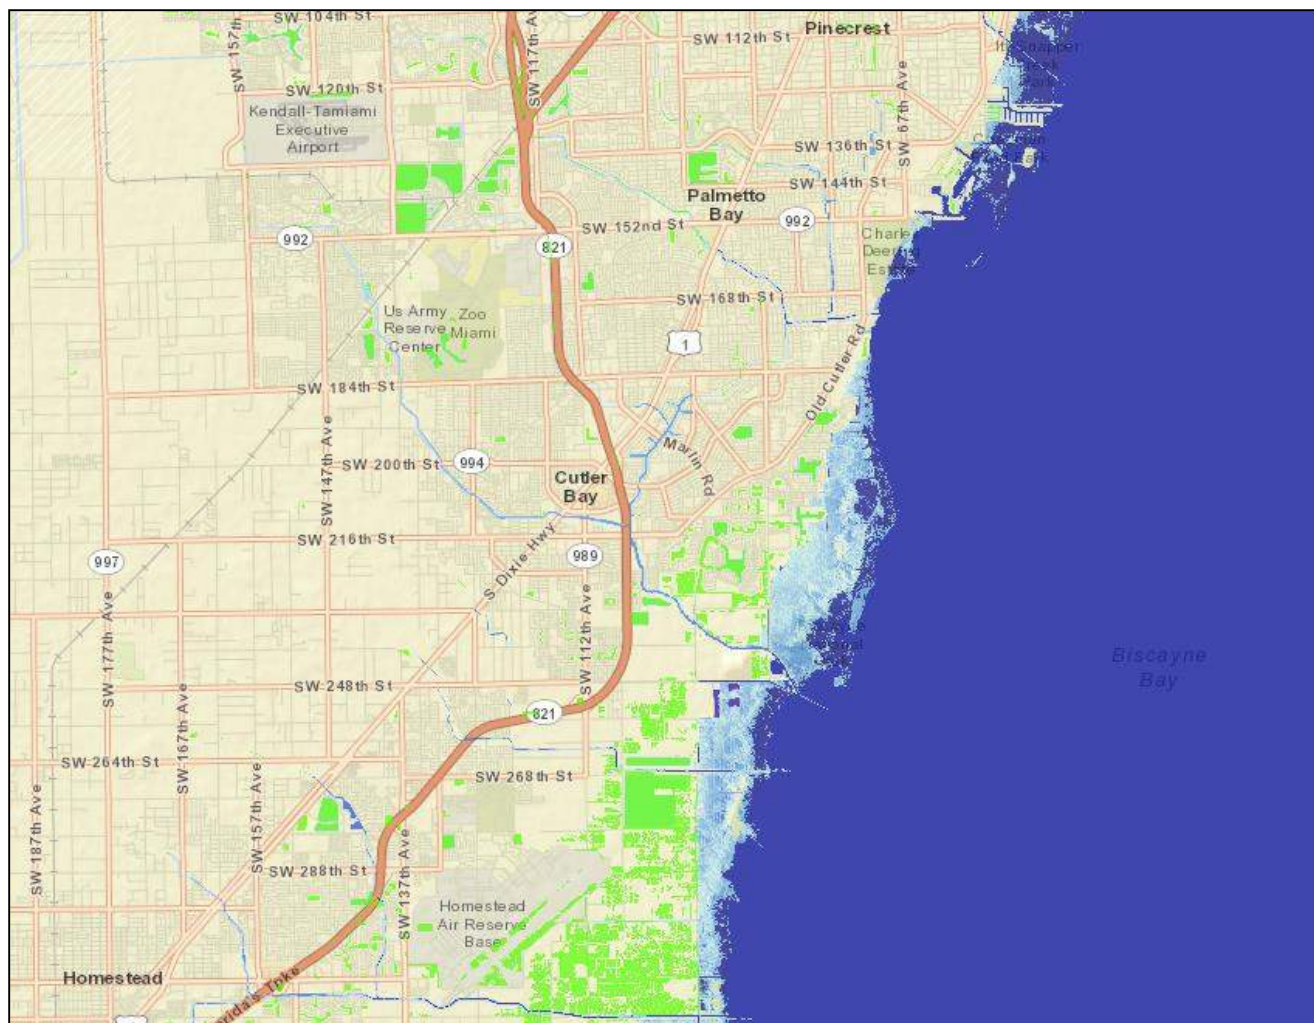 SW 104th St
SW 157th
SW 117th Av
SW 112th St
Pinecrest
SW 120th St
SW 67th Ave
Kendall-Tamiami
Executive
Airport
SW 136th St
SW 144th St
Palmetto
Bay
992
SW 152nd St
992
821
Us Army
Reserve
Center
Zoo
Miami
SW 168th St
1
Old Cutler Rd
SW 184th St
SW 147th Ave
Marlin Rd
SW 200th St
994
Cutler
Bay
SW 216th St
S Dixie Hwy
989
997
SW 177th Ave
SW 112th Ave
Biscayne
Bay
SW 248th St
SW 167th Ave
821
SW 264th St
SW 268th St
SW 187th Ave
SW 157th Ave
SW 137th Ave
SW 288th St
Homestead
Air Reserve
Base
Homestead
rida's Tpke